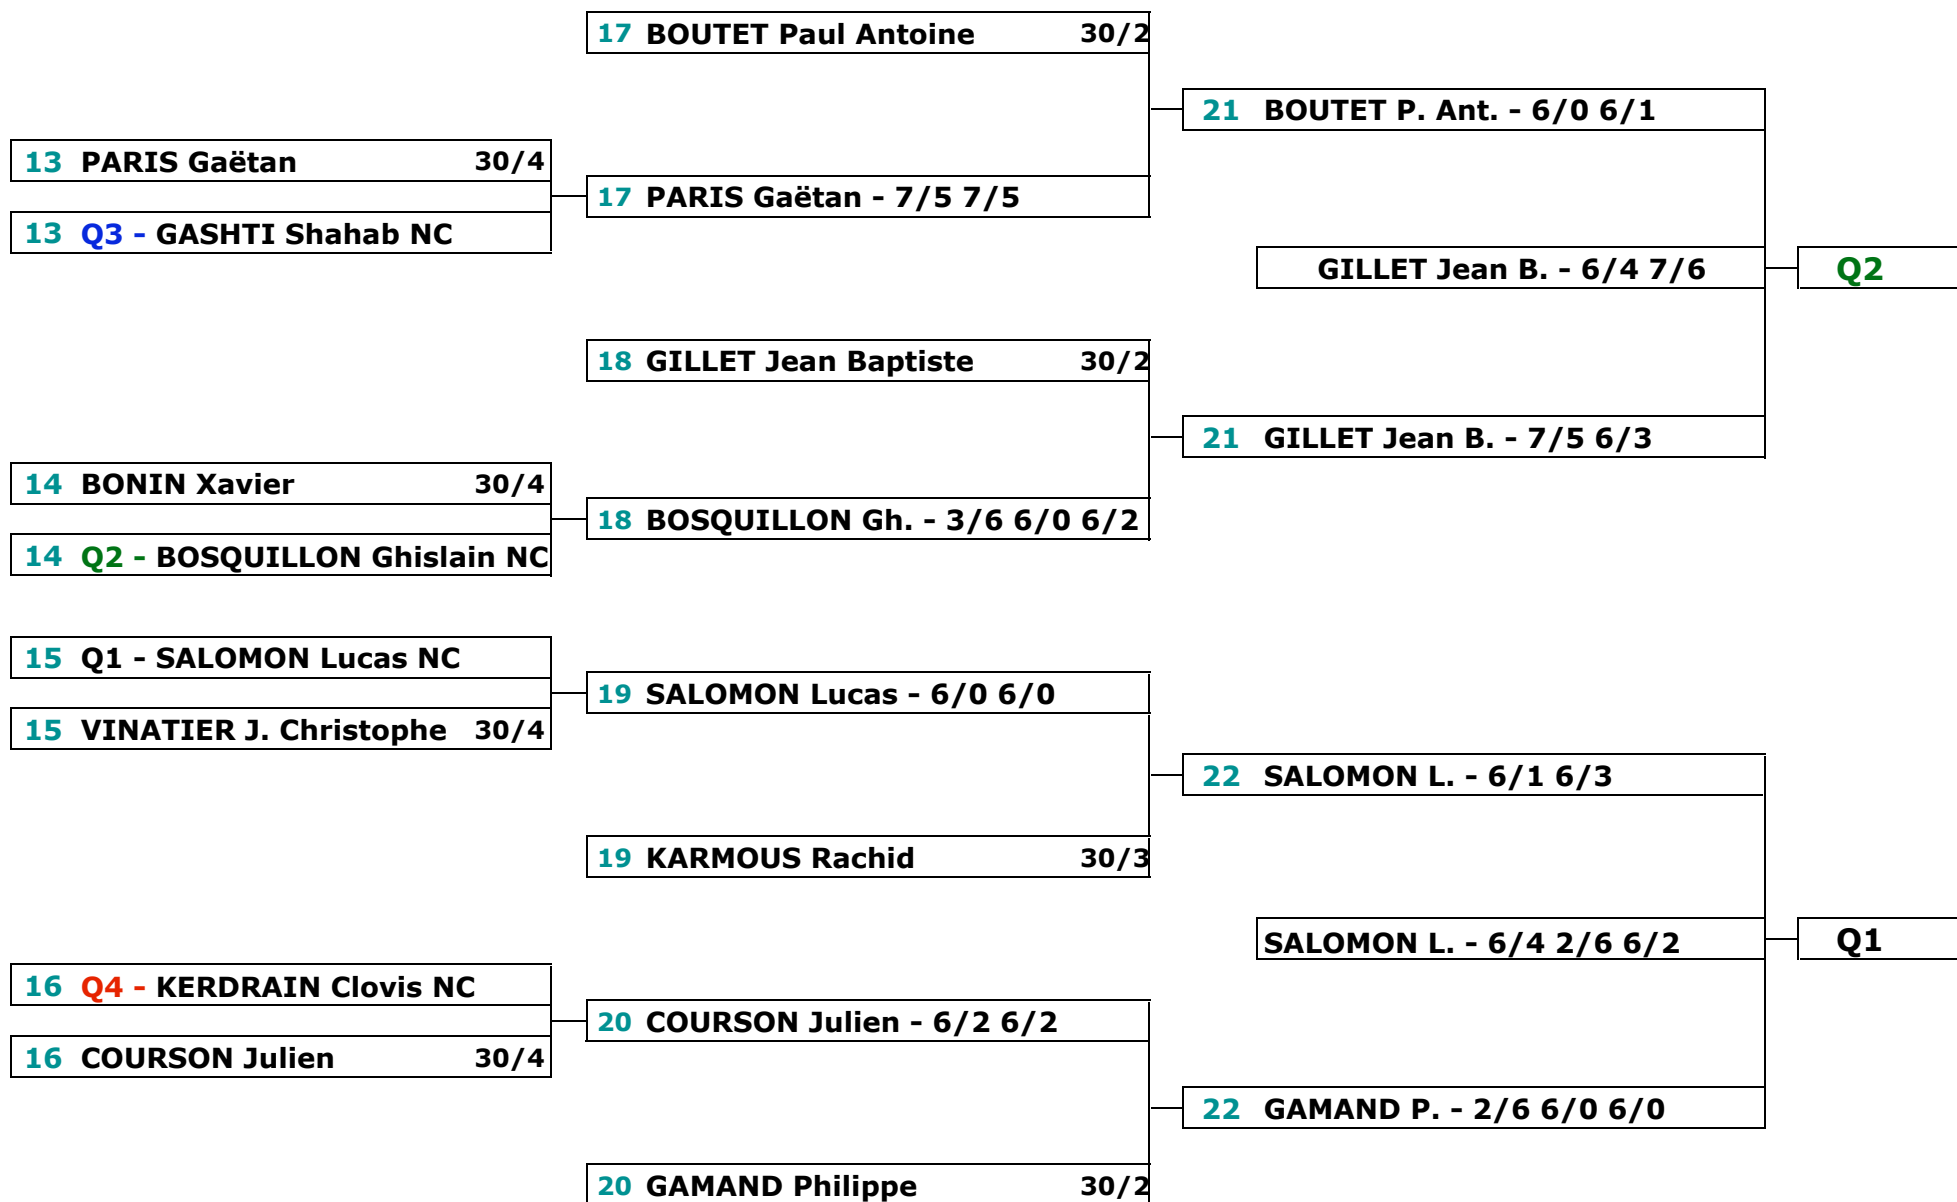 17 BOUTET Paul Antoine 30/2
21 BOUTET P. Ant. - 6/0 6/1
13 PARIS Gaëtan 30/4
17 PARIS Gaëtan - 7/5 7/5
13 Q3 - GASHTI Shahab NC
GILLET Jean B. - 6/4 7/6 Q2
18 GILLET Jean Baptiste 30/2
21 GILLET Jean B. - 7/5 6/3
14 BONIN Xavier 30/4
18 BOSQUILLON Gh. - 3/6 6/0 6/2
14 Q2 - BOSQUILLON Ghislain NC
15 Q1 - SALOMON Lucas NC
19 SALOMON Lucas - 6/0 6/0
15 VINATIER J. Christophe 30/4
22 SALOMON L. - 6/1 6/3
19 KARMOUS Rachid 30/3
SALOMON L. - 6/4 2/6 6/2 Q1
16 Q4 - KERDRAIN Clovis NC
20 COURSON Julien - 6/2 6/2
16 COURSON Julien 30/4
22 GAMAND P. - 2/6 6/0 6/0
20 GAMAND Philippe 30/2